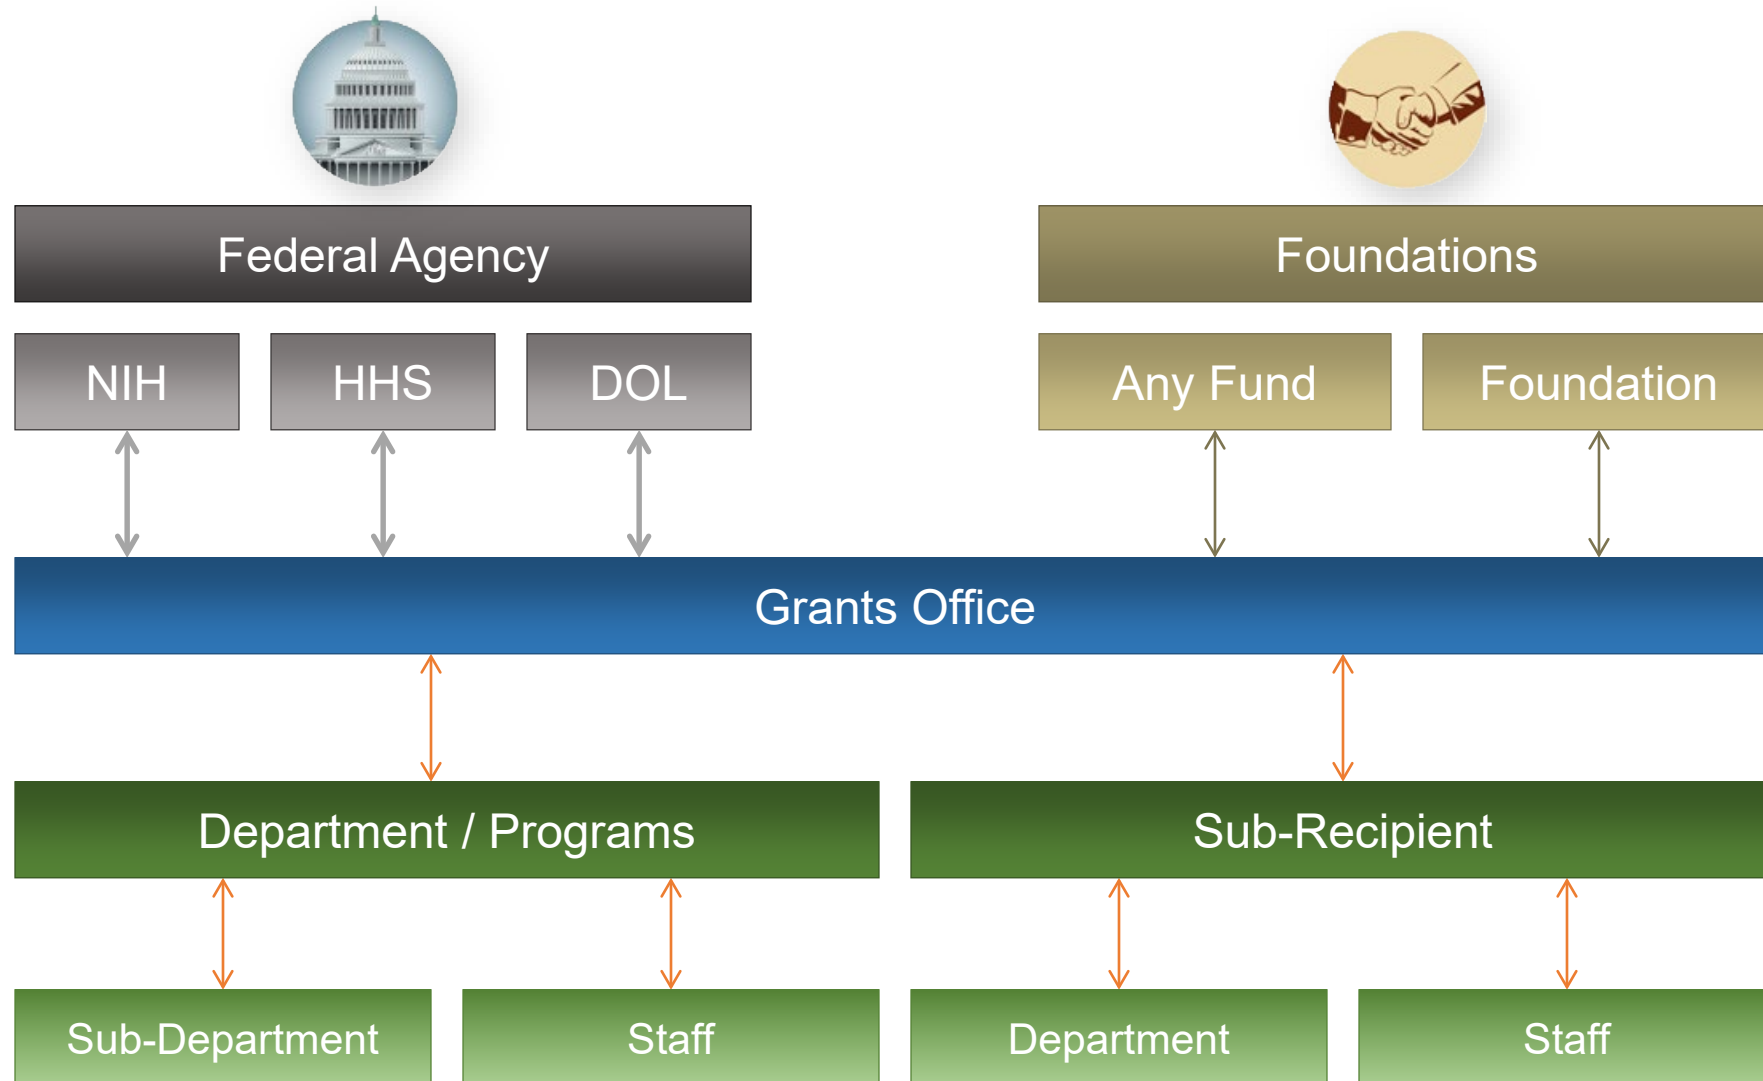 Federal Agency
Foundations
NIH
HHS
DOL
Any Fund
Foundation
Grants Office
Department / Programs
Sub-Recipient
Sub-Department
Staff
Department
Staff